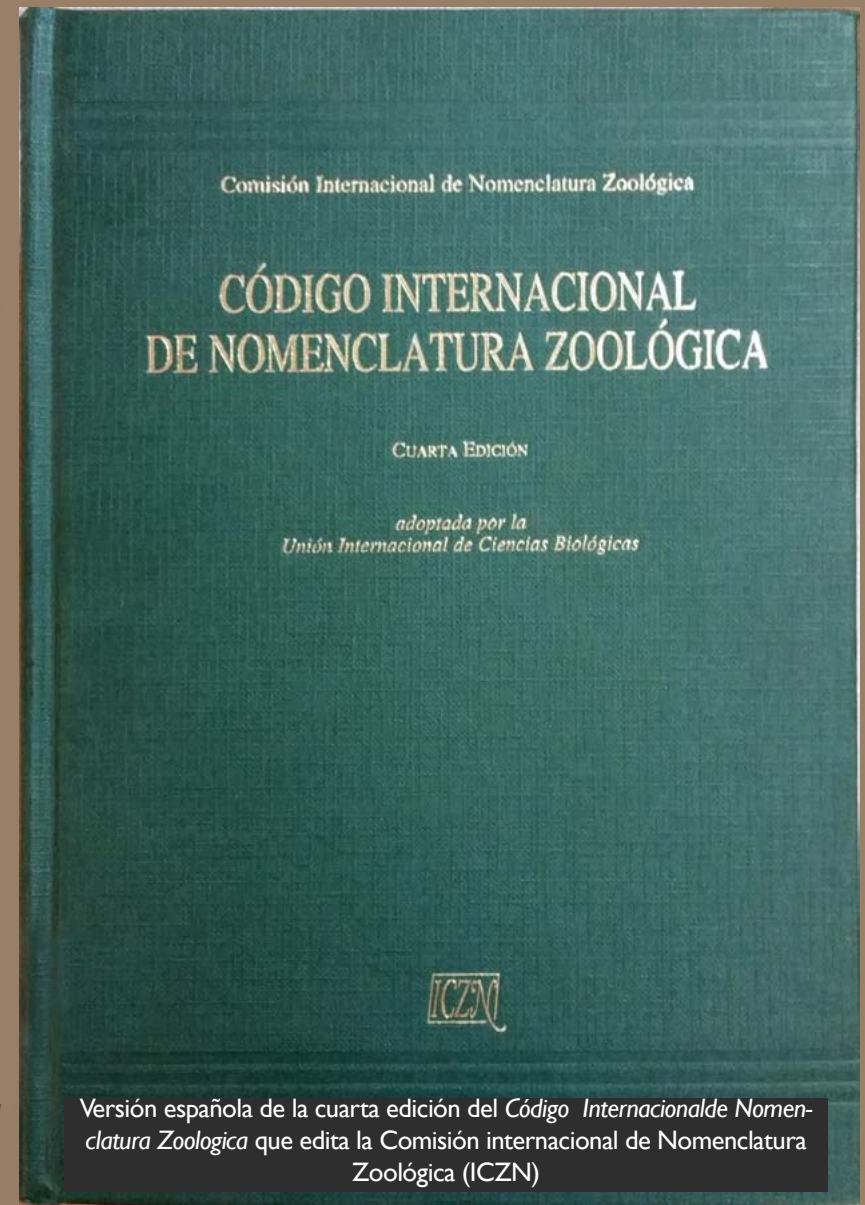 Comisión Internacional de Nomenclatura Zoológica
CÓDIGO INTERNACIONAL
DE NOMENCLATURA ZOOLÓGICA
CUARTA EDICIÓN
adoptada por la
Unión Internacional de Ciencias Biológicas
ICZN
Versión española de la cuarta edición del Código Internacionalde Nomen-
clatura Zoologica que edita la Comisión internacional de Nomenclatura
Zoológica (ICZN)